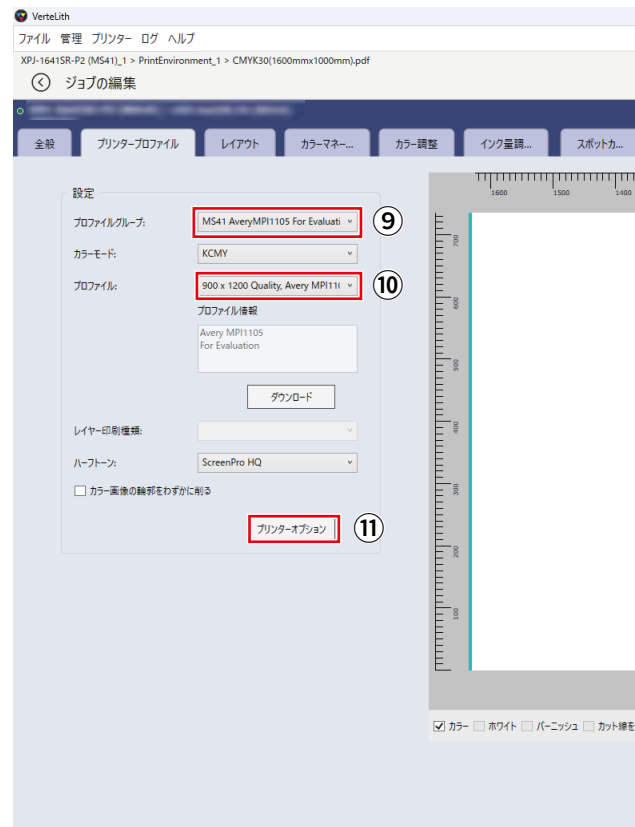 VerteLith
ファイル 管理 プリンター ログ ヘルプ
XPJ-1641SR-P2 (MS41)_1 > PrintEnvironment_1 > CMYK30(1600mmx1000mm).pdf
ジョブの編集
全般 プリンタープロファイル レイアウト カラーマネー... カラー調整 インク量調... スポットカ...
設定
プロファイルグループ: MS41 AveryMPI1105 For Evaluati ⑨
カラーモード: KCMY
プロファイル: 900 x 1200 Quality, Avery MPI11 ⑩
プロファイル情報
Avery MPI1105
For Evaluation
ダウンロード
レイヤー印刷種類:
ハーフトーン: ScreenPro HQ
カラー画像の輪郭をわずかに削る
プリンターオプション ⑪
1600 1500 1400
700
600
500
400
300
200
100
カラー ホワイト バーニッシュ カット線を